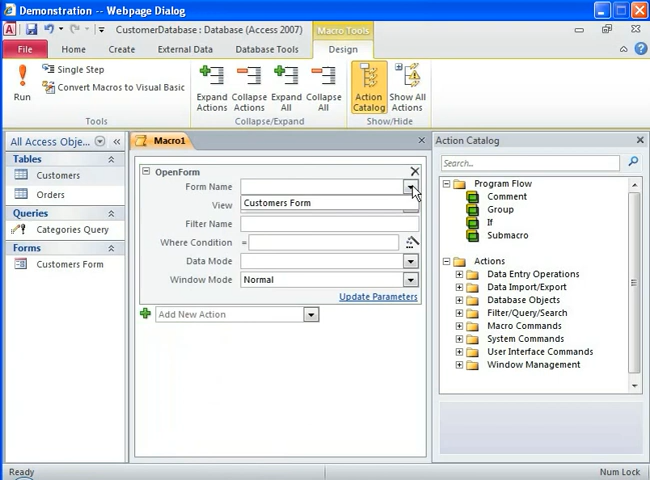 Demonstration -- Webpage Dialog
CustomerDatabase : Database (Access 2007)
Macro Tools
File
Home
Create
External Data
Database Tools
Design
Run
Single Step
Convert Macros to Visual Basic
Tools
Expand Actions
Collapse Actions
Expand All
Collapse All
Collapse/Expand
Action Catalog
Show All Actions
Show/Hide
All Access Obje...
Tables
Customers
Orders
Queries
Categories Query
Forms
Customers Form
Macro1
OpenForm
Form Name
Customers Form
View
Filter Name
Where Condition =
Data Mode
Window Mode Normal
Update Parameters
Add New Action
Action Catalog
Search...
Program Flow
Comment
Group
If
Submacro
Actions
Data Entry Operations
Data Import/Export
Database Objects
Filter/Query/Search
Macro Commands
System Commands
User Interface Commands
Window Management
Ready
Num Lock